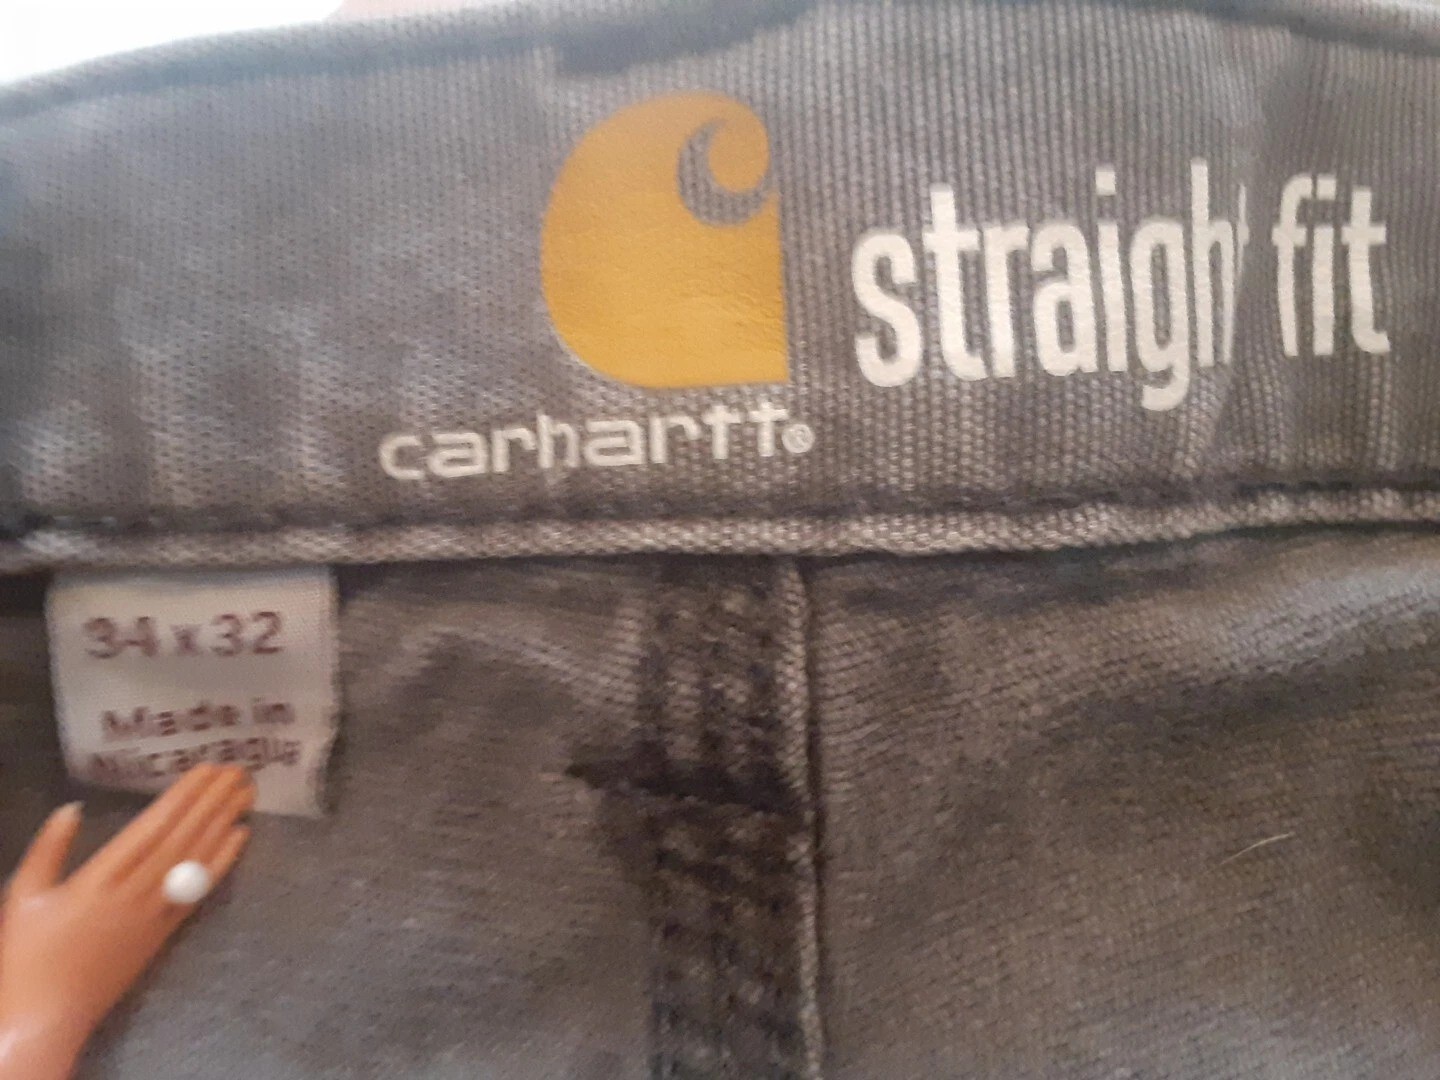 straight fit
carhartt®
34 x 32
Made in
Nicaragua